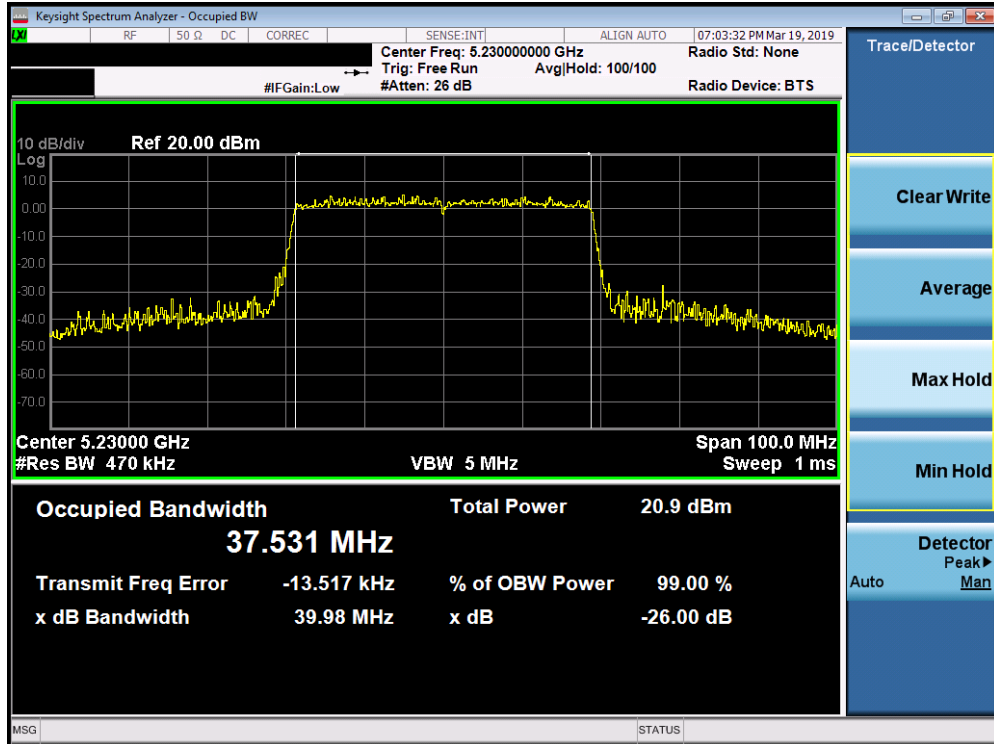 Keysight Spectrum Analyzer - Occupied BW
LXI RF 50 Ω DC CORREC SENSE:INT ALIGN AUTO 07:03:32 PM Mar 19, 2019
Center Freq: 5.230000000 GHz Radio Std: None
Trig: Free Run Avg|Hold: 100/100
#IFGain:Low #Atten: 26 dB Radio Device: BTS
10 dB/div Ref 20.00 dBm
Log
10.0
0.00
-10.0
-20.0
-30.0
-40.0
-50.0
-60.0
-70.0
Center 5.23000 GHz Span 100.0 MHz
#Res BW 470 kHz VBW 5 MHz Sweep 1 ms
Occupied Bandwidth Total Power 20.9 dBm
37.531 MHz
Transmit Freq Error -13.517 kHz % of OBW Power 99.00 %
x dB Bandwidth 39.98 MHz x dB -26.00 dB
MSG STATUS
Trace/Detector
Clear Write
Average
Max Hold
Min Hold
Detector
Peak▶
Auto Man